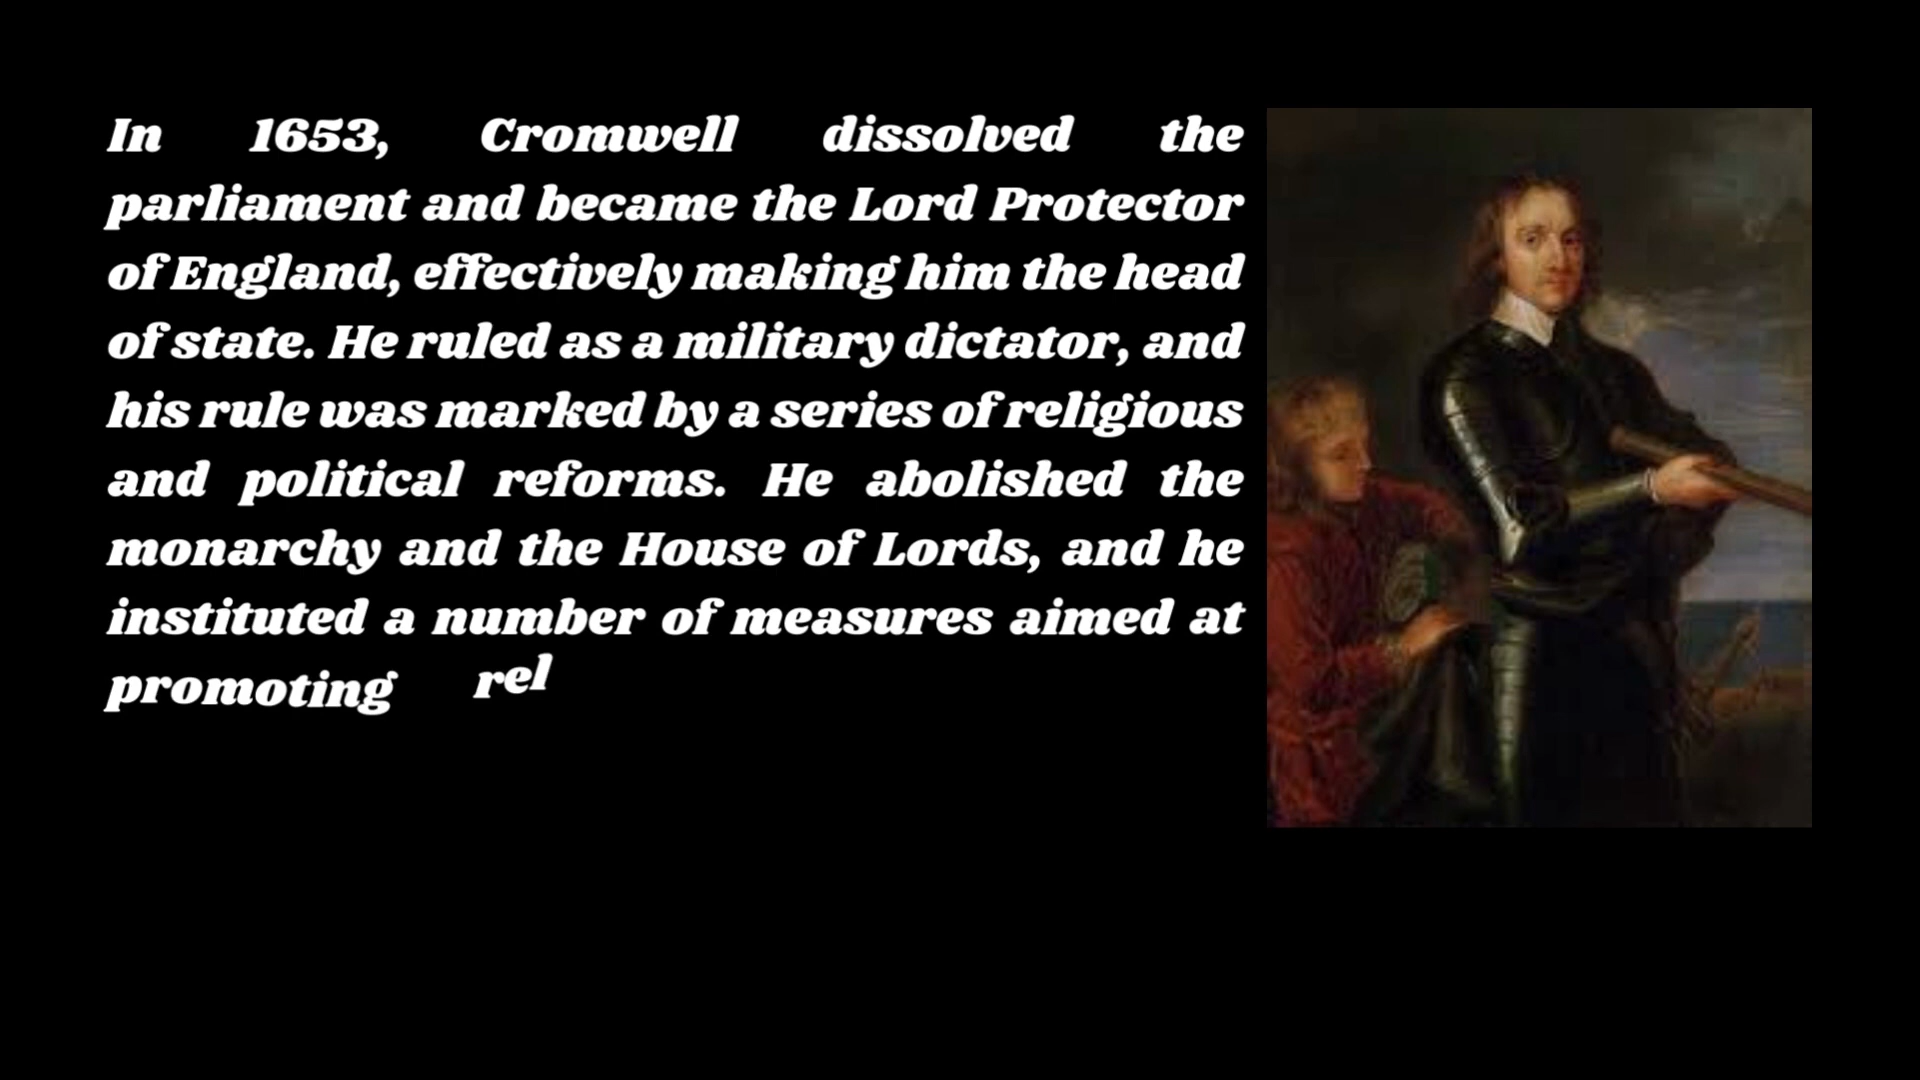 In 1653, Cromwell dissolved the
parliament and became the Lord Protector
of England, effectively making him the head
of state. He ruled as a military dictator, and
his rule was marked by a series of religious
and political reforms. He abolished the
monarchy and the House of Lords, and he
instituted a number of measures aimed at
promoting rel